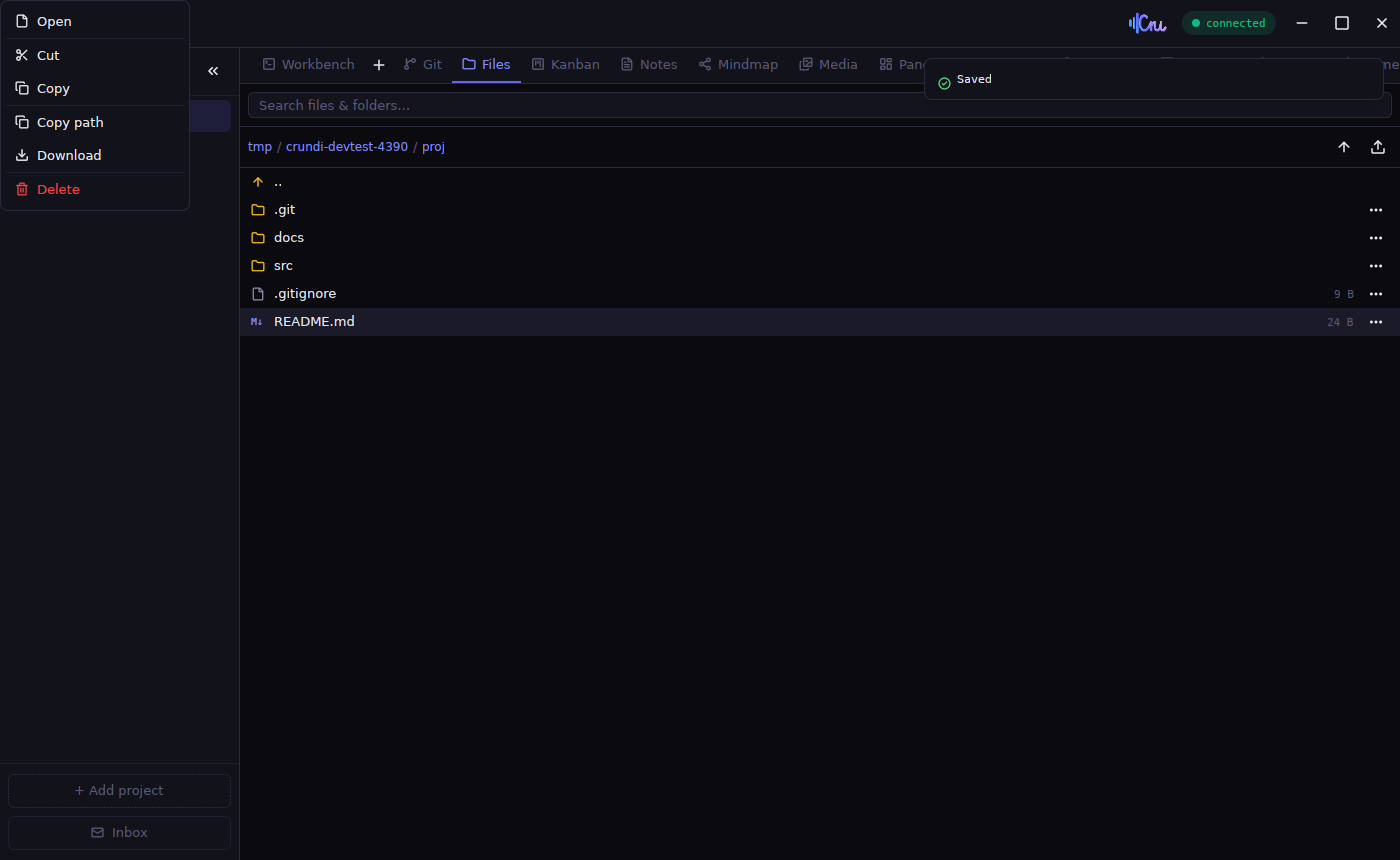 Open
Cut
Copy
Copy path
Download
Delete
Cru
connected
Workbench
Git
Files
Kanban
Notes
Mindmap
Media
Saved
Search files & folders...
tmp / crundi-devtest-4390 / proj
..
.git
docs
src
.gitignore 9 B
M↓ README.md 24 B
+ Add project
Inbox